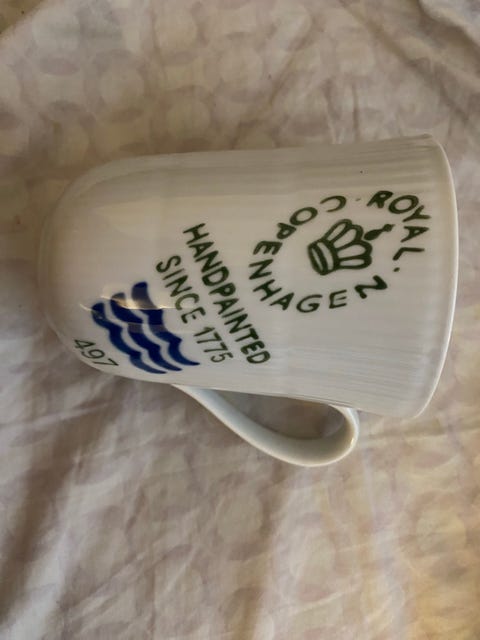 ROYAL.
COPENHAGEN
HANDPAINTED
SINCE 1775
497